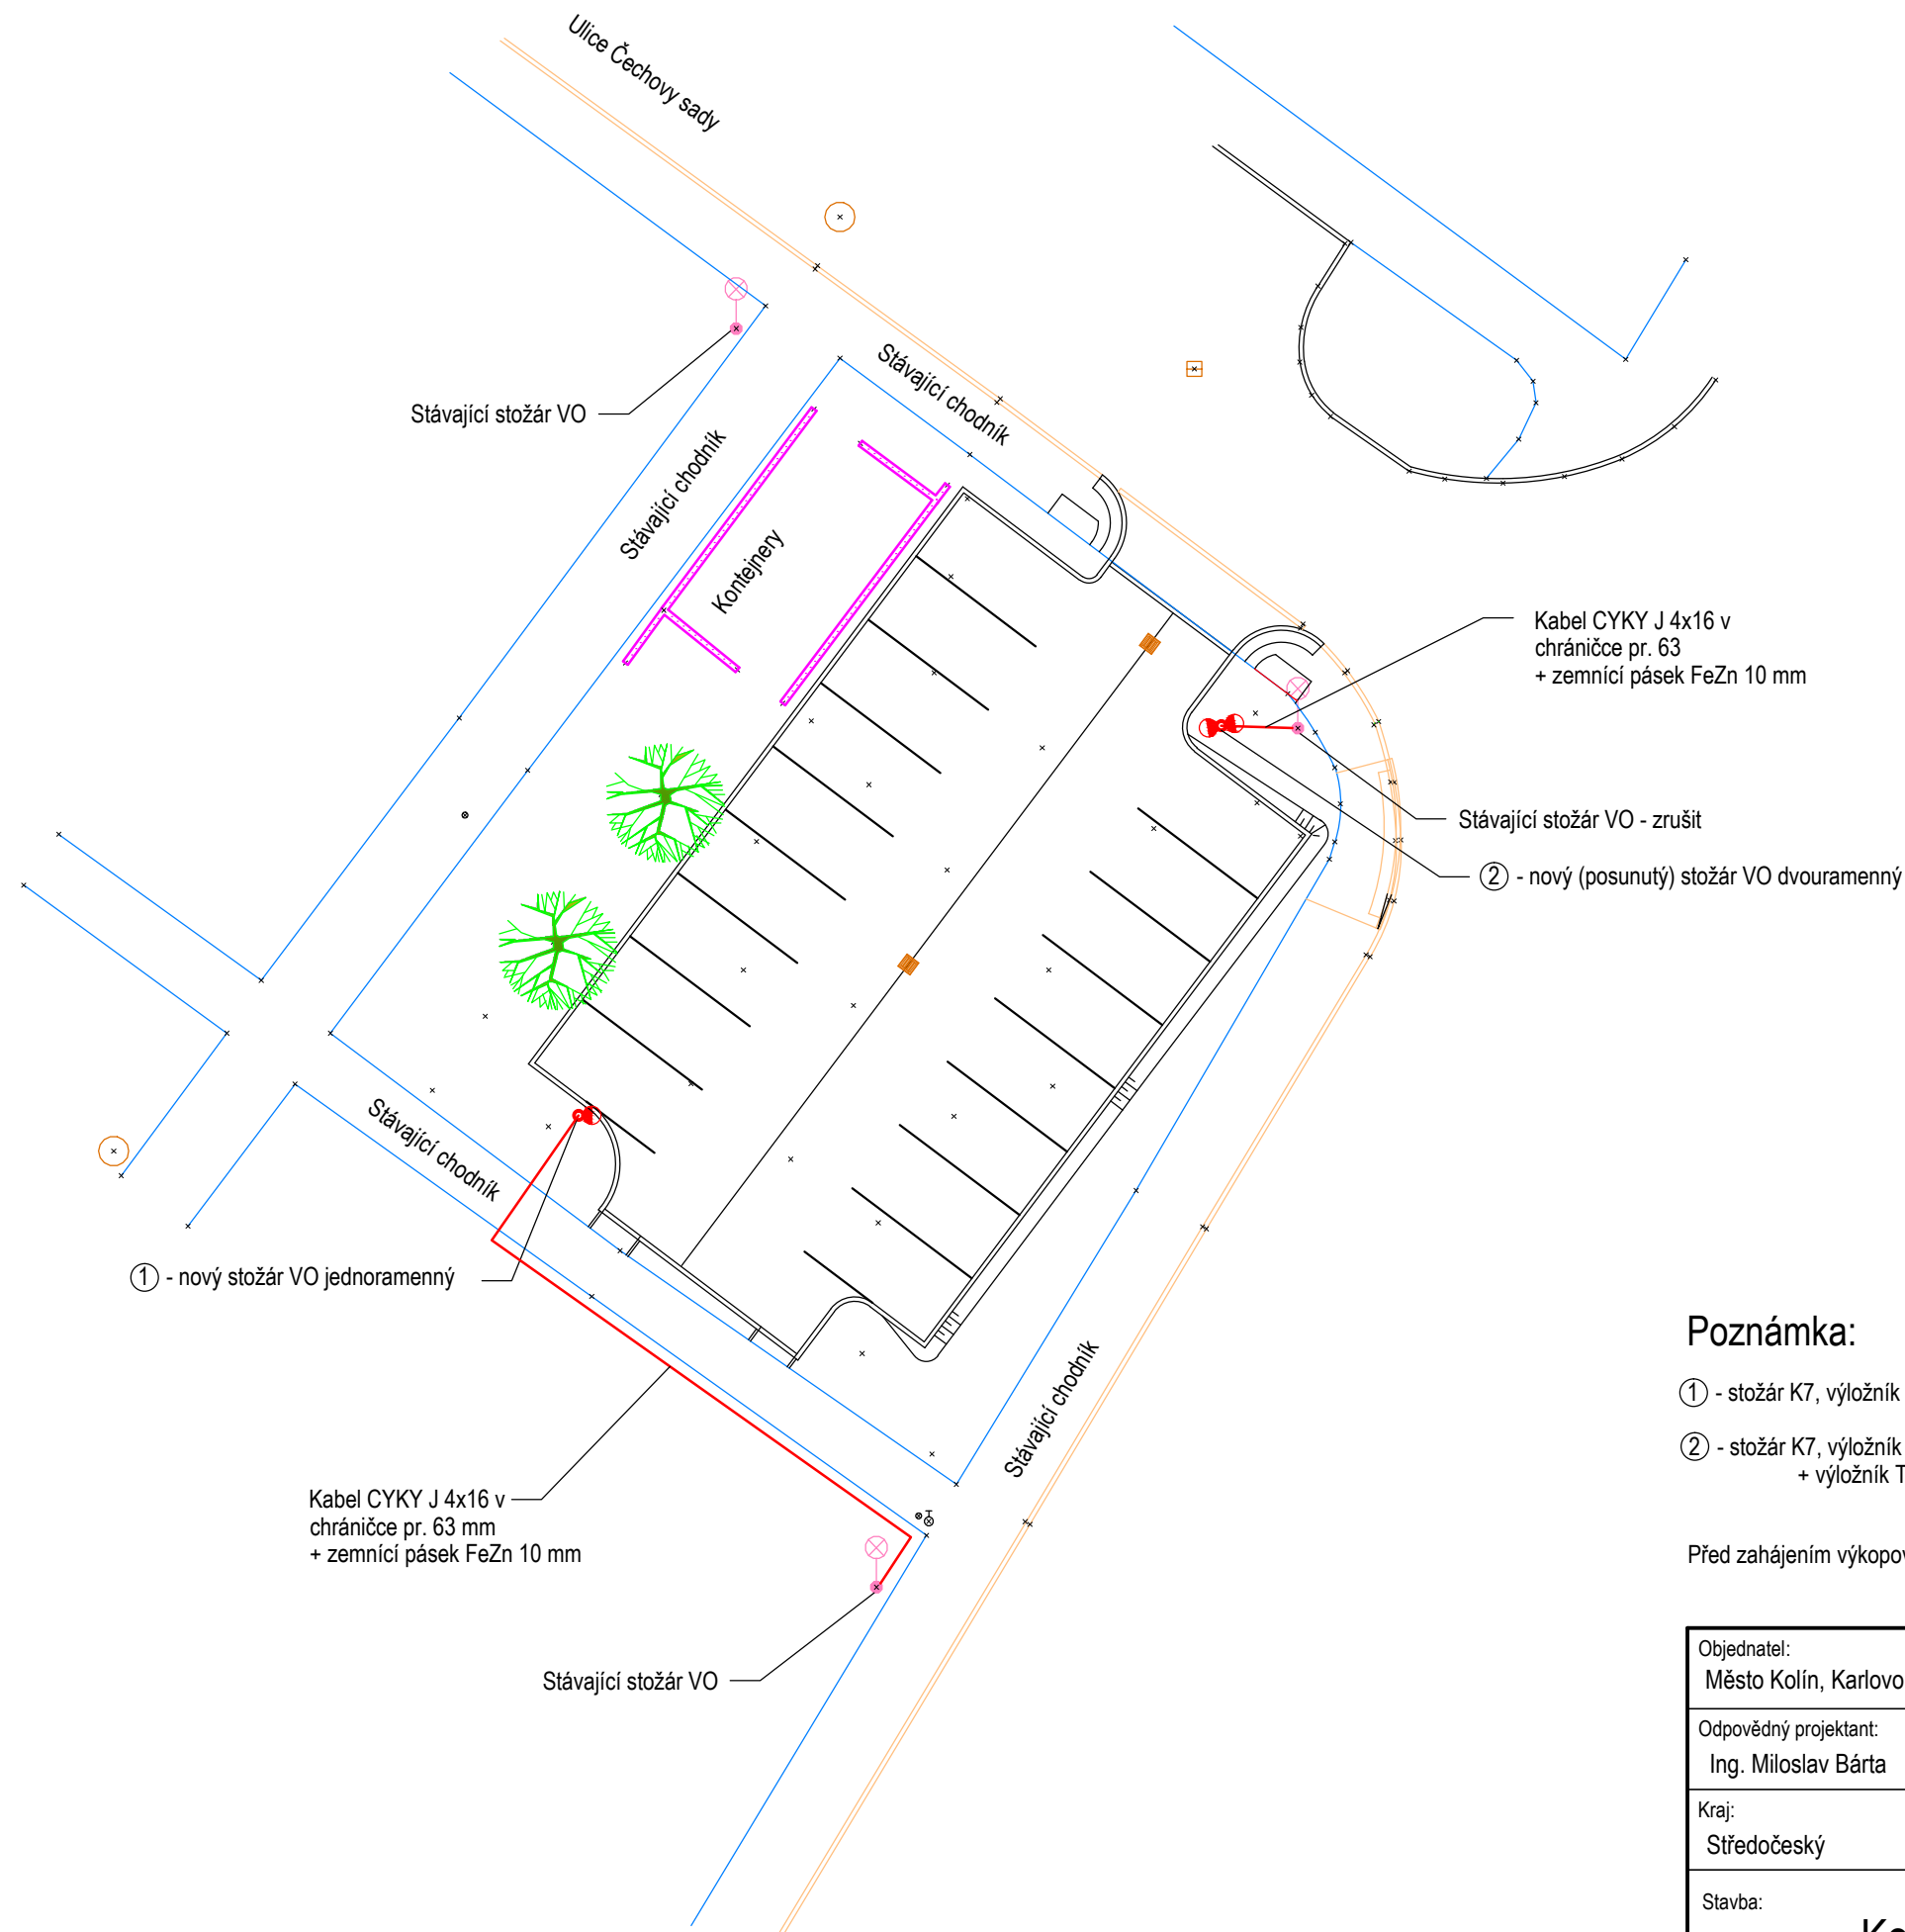 Ulice Čechovy sady
Stávající chodník
Stávající stožár VO
Stávající chodník
Kontejnery
Kabel CYKY J 4x16 v
chráničce pr. 63
+ zemnící pásek FeZn 10 mm
Stávající stožár VO - zrušit
2 - nový (posunutý) stožár VO dvouramenný
Stávající chodník
1 - nový stožár VO jednoramenný
Stávající chodník
Kabel CYKY J 4x16 v
chráničce pr. 63 mm
+ zemnící pásek FeZn 10 mm
Stávající stožár VO
Poznámka:
1 - stožár K7, výložník
2 - stožár K7, výložník
+ výložník
Před zahájením
Objednatel:
Město Kolín, Karlovo
Odpovědný projektant:
Ing. Miloslav Bárta
Kraj:
Středočeský
Stavba: